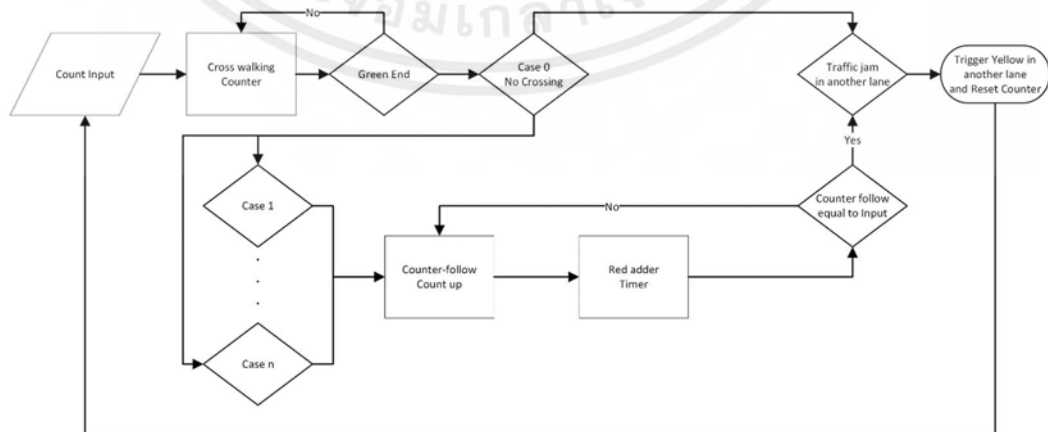 No
Count Input
Cross walking
Counter
Green End
Case 0
No Crossing
Traffic jam
in another lane
Trigger Yellow in
another lane
and Reset Counter
Yes
Case 1
No
Counter follow
equal to Input
Counter-follow
Count up
Red adder
Timer
Case n